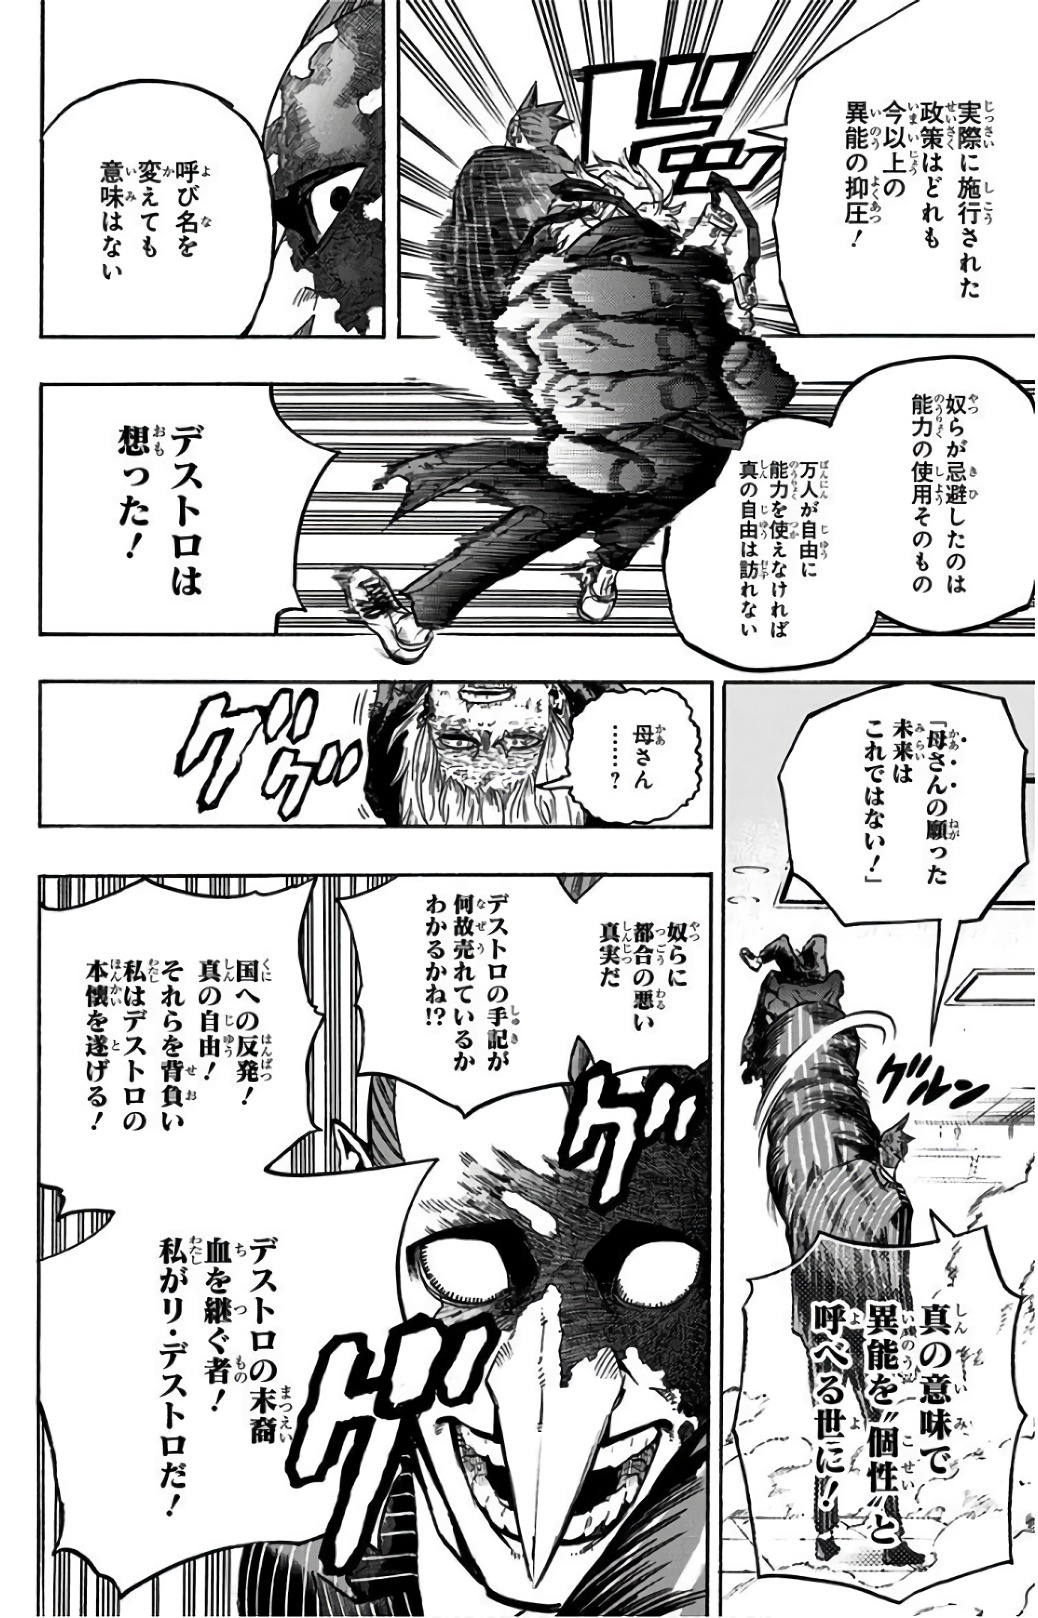 実際に施行された
政策はどれも
今以上の
異能の抑圧！
ドゴ
呼び名を
変えても
意味はない
奴らが忌避したのは
能力の使用そのもの
万人が自由に
能力を使えなければ
真の自由は訪れない
デストロは
想った！
「母さんの願った
未来は
これではない！」
グルン
真の意味で
異能を〝個性〟と
呼べる世に！
母さん
……？
ググ
奴らに
都合の悪い
真実だ
デストロの手記が
何故売れているか
わかるかね!?
国への反発！
真の自由！
それらを背負い
私はデストロの
本懐を遂げる！
ググ
グ
デストロの末裔
血を継ぐ者！
私がリ・デストロだ！